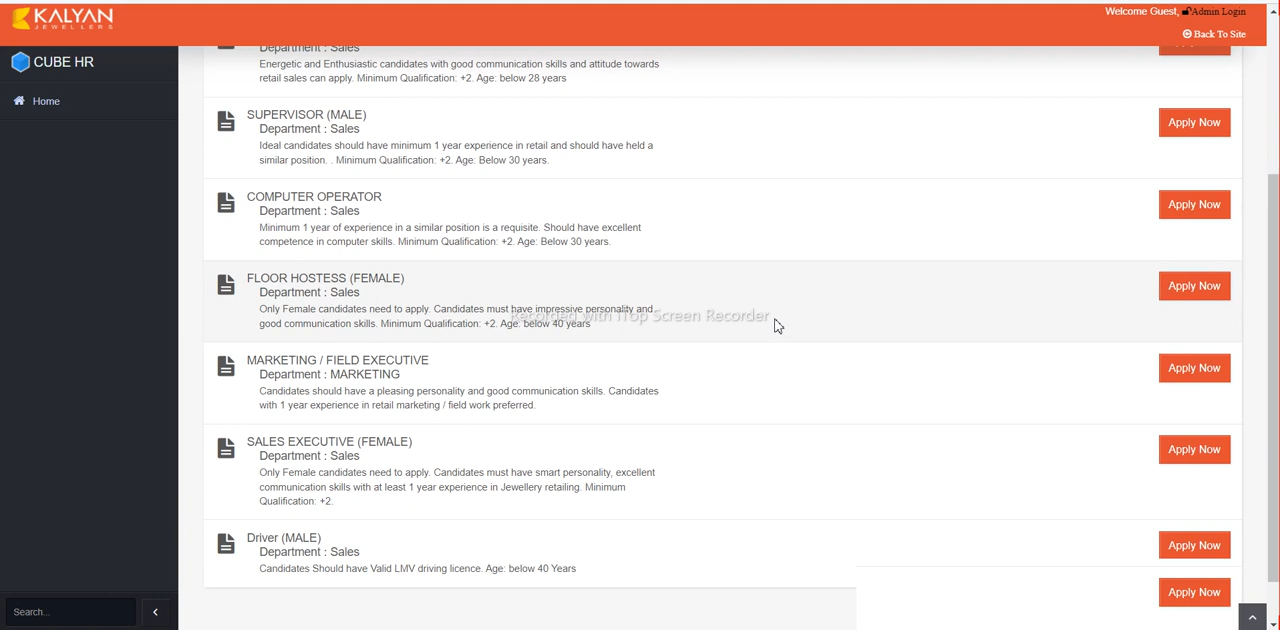 KALYAN
JEWELLERS
Welcome Guest, Admin Login
Back To Site
CUBE HR
Home
Department : Sales
Energetic and Enthusiastic candidates with good communication skills and attitude towards
retail sales can apply. Minimum Qualification: +2. Age: below 28 years
SUPERVISOR (MALE)
Department : Sales
Ideal candidates should have minimum 1 year experience in retail and should have held a
similar position. . Minimum Qualification: +2. Age: Below 30 years.
Apply Now
COMPUTER OPERATOR
Department : Sales
Minimum 1 year of experience in a similar position is a requisite. Should have excellent
competence in computer skills. Minimum Qualification: +2. Age: Below 30 years.
Apply Now
FLOOR HOSTESS (FEMALE)
Department : Sales
Only Female candidates need to apply. Candidates must have impressive personality and
good communication skills. Minimum Qualification: +2. Age: below 40 years
Apply Now
Recorded with iTop Screen Recorder
MARKETING / FIELD EXECUTIVE
Department : MARKETING
Candidates should have a pleasing personality and good communication skills. Candidates
with 1 year experience in retail marketing / field work preferred.
Apply Now
SALES EXECUTIVE (FEMALE)
Department : Sales
Only Female candidates need to apply. Candidates must have smart personality, excellent
communication skills with at least 1 year experience in Jewellery retailing. Minimum
Qualification: +2.
Apply Now
Driver (MALE)
Department : Sales
Candidates Should have Valid LMV driving licence. Age: below 40 Years
Apply Now
Apply Now
Search...